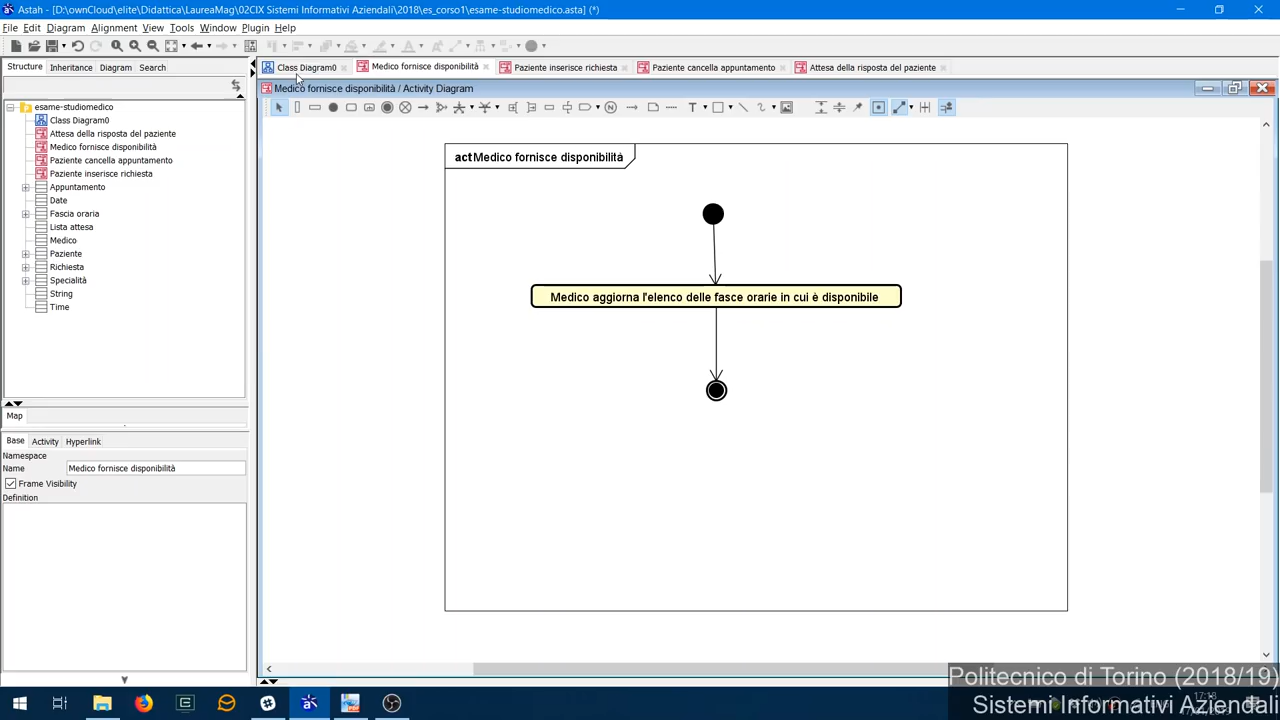 Astah - [D:\ownCloud\elite\Didattica\LaureaMag\02CIX Sistemi Informativi Aziendali\2018\es_corso1\esame-studiomedico.asta] (*)
File Edit Diagram Alignment View Tools Window Plugin Help
Structure Inheritance Diagram Search
Class Diagram0 Medico fornisce disponibilità Paziente inserisce richiesta Paziente cancella appuntamento Attesa della risposta del paziente
Medico fornisce disponibilità / Activity Diagram
esame-studiomedico
Class Diagram0
Attesa della risposta del paziente
Medico fornisce disponibilità
Paziente cancella appuntamento
Paziente inserisce richiesta
Appuntamento
Date
Fascia oraria
Lista attesa
Medico
Paziente
Richiesta
Specialità
String
Time
act Medico fornisce disponibilità
Medico aggiorna l'elenco delle fasce orarie in cui è disponibile
Map
Base Activity Hyperlink
Namespace
Name Medico fornisce disponibilità
Frame Visibility
Definition
Politecnico di Torino (2018/19)
Sistemi Informativi Aziendali
17:18